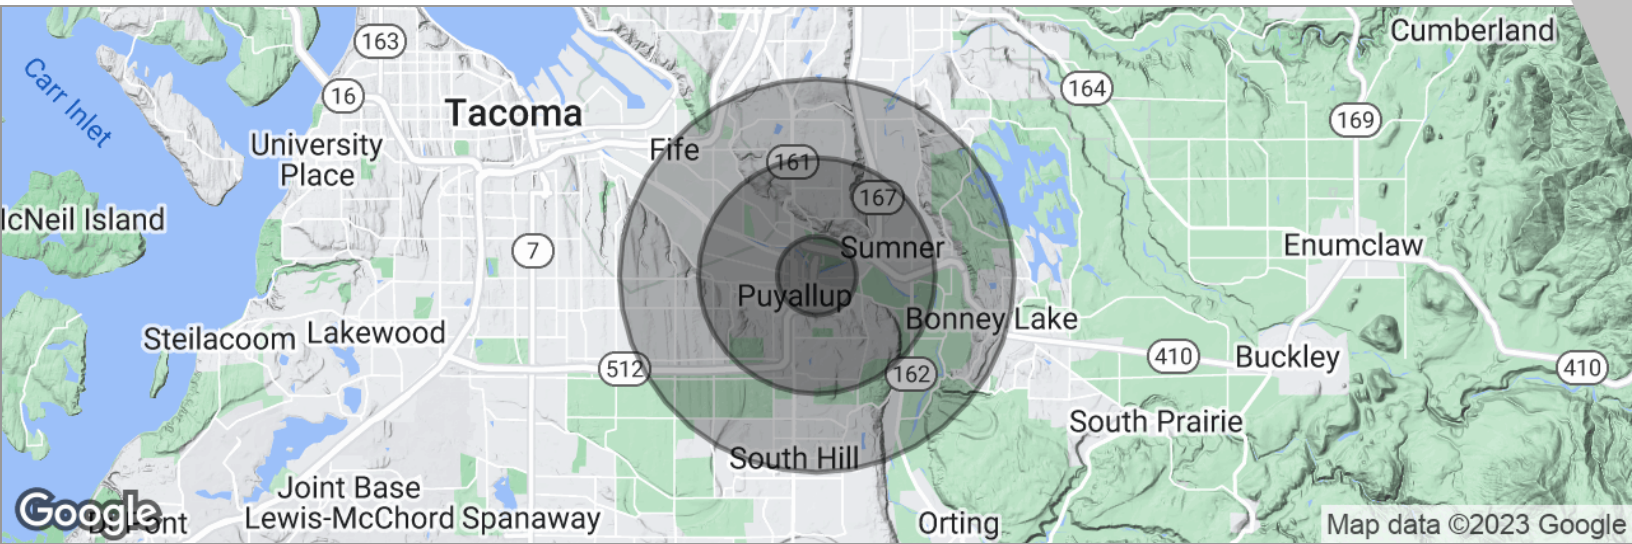 Cumberland
163
Carr Inlet
16
164
Tacoma
169
University
Place
Fife
161
167
cNeil Island
7
Sumner
Enumclaw
Puyallup
Bonney Lake
Steilacoom
Lakewood
512
162
410
Buckley
410
South Prairie
South Hill
Joint Base
Lewis-McChord
Spanaway
Google
DuPont
Orting
Map data ©2023 Google